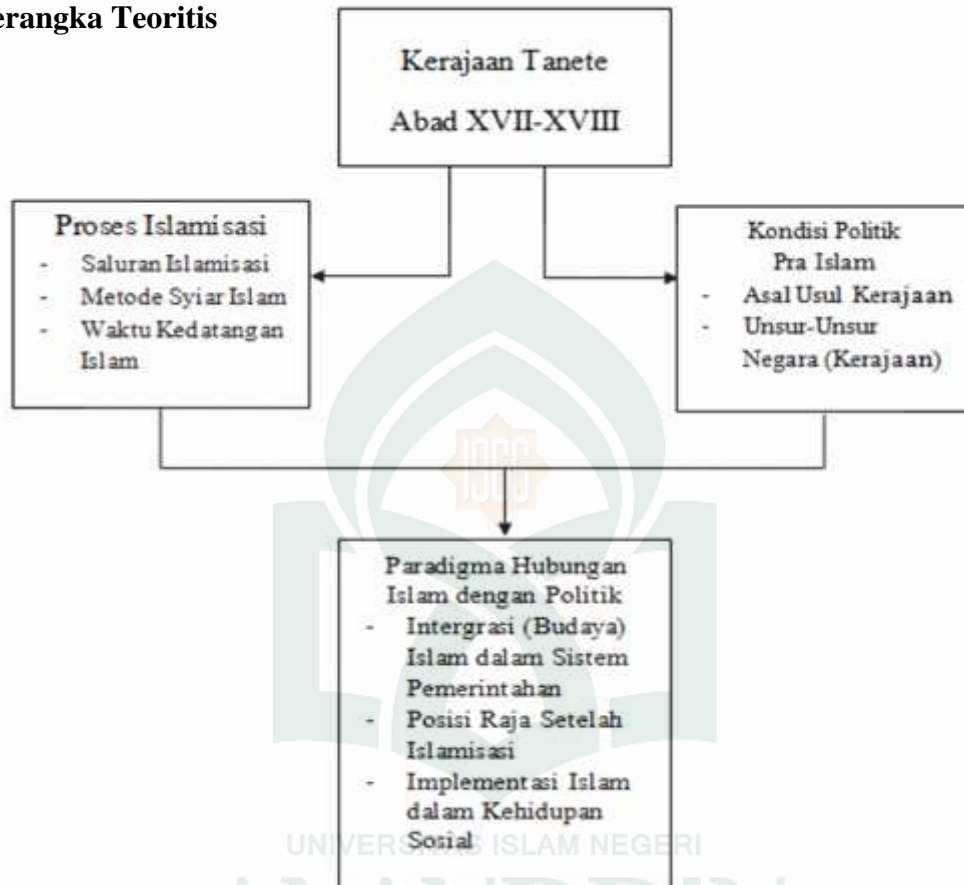 erangka Teoritis
Kerajaan Tanete
Abad XVII-XVIII
Proses Islamisasi
- Saluran Islamisasi
- Metode Syiar Islam
- Waktu Kedatangan
Islam
Kondisi Politik
Pra Islam
- Asal Usul Kerajaan
- Unsur-Unsur
Negara (Kerajaan)
1965
Paradigma Hubungan
Islam dengan Politik
- Intergrasi (Budaya)
Islam dalam Sistem
Pemerintahan
- Posisi Raja Setelah
Islamisasi
- Implementasi Islam
dalam Kehidupan
Sosial
UNIVERSITAS ISLAM NEGERI